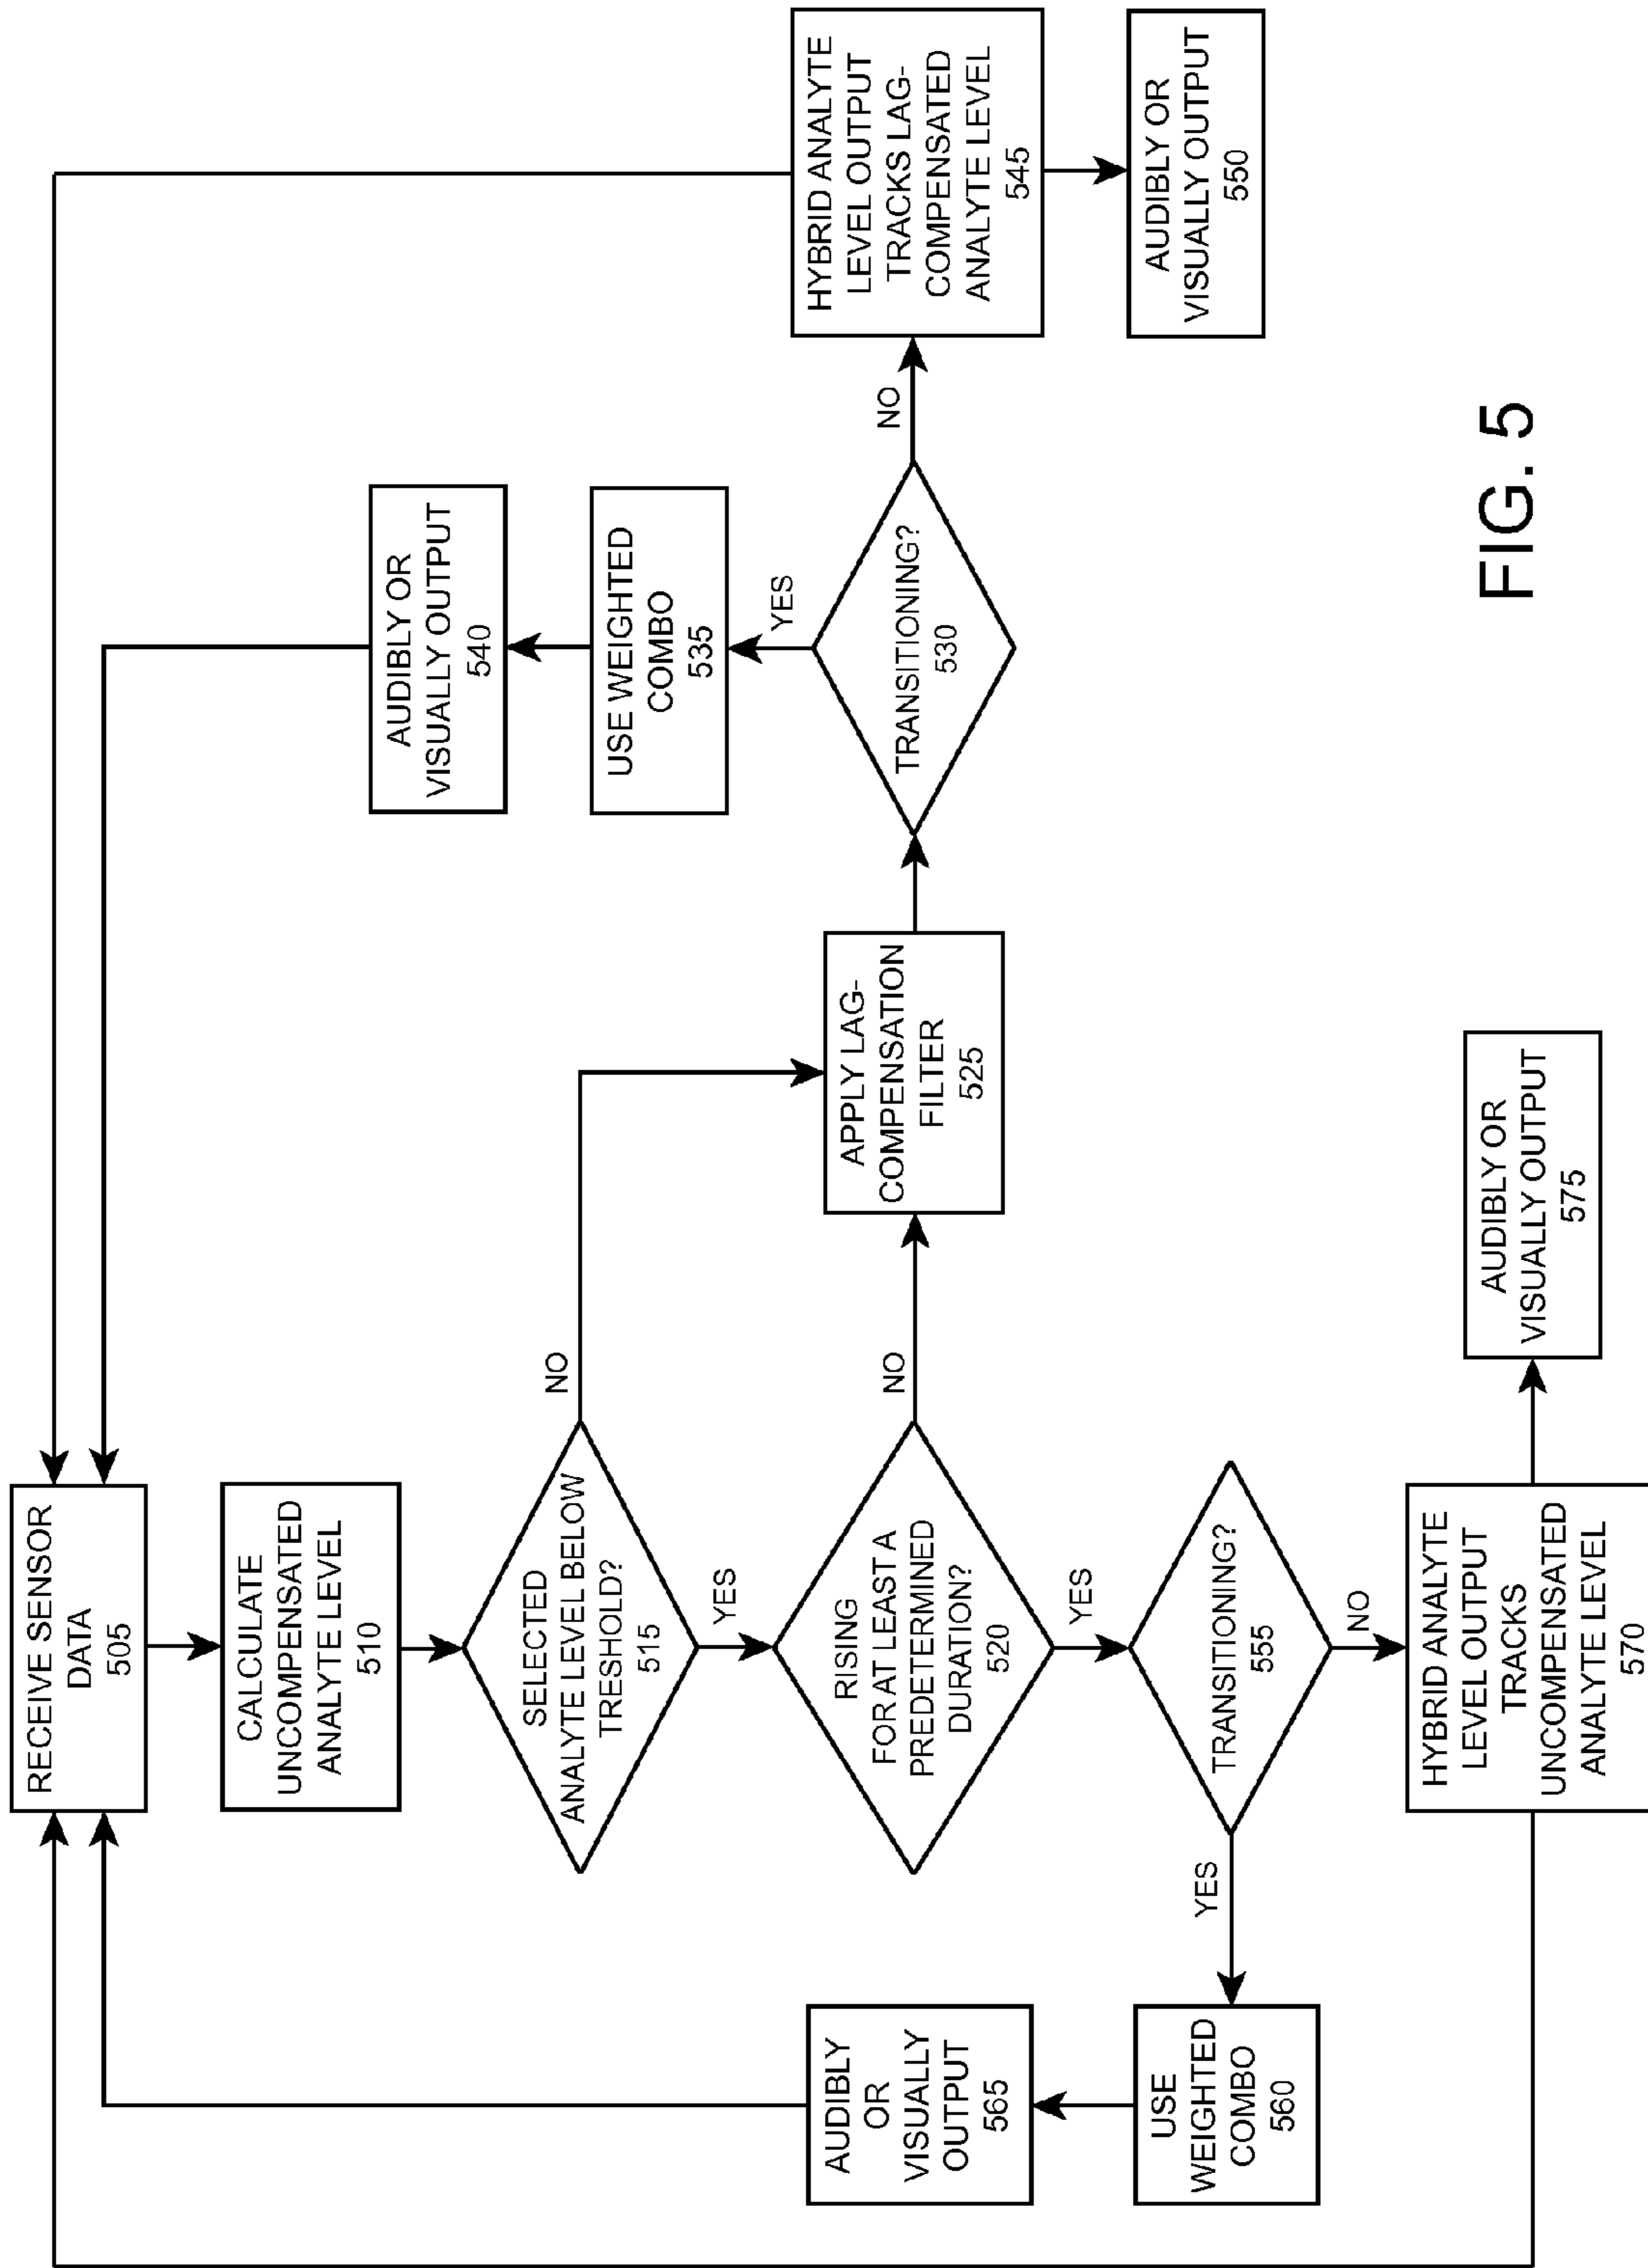 RECEIVE SENSOR
DATA
505
CALCULATE
UNCOMPENSATED
ANALYTE LEVEL
510
SELECTED
ANALYTE LEVEL BELOW
TRESHOLD?
515
NO
YES
RISING
FOR AT LEAST A
PREDETERMINED
DURATION?
520
NO
YES
APPLY LAG-
COMPENSATION
FILTER
525
TRANSITIONING?
530
YES
NO
USE WEIGHTED
COMBO
535
AUDIBLY OR
VISUALLY OUTPUT
540
HYBRID ANALYTE
LEVEL OUTPUT
TRACKS LAG-
COMPENSATED
ANALYTE LEVEL
545
AUDIBLY OR
VISUALLY OUTPUT
550
TRANSITIONING?
555
YES
NO
USE
WEIGHTED
COMBO
560
AUDIBLY
OR
VISUALLY
OUTPUT
565
HYBRID ANALYTE
LEVEL OUTPUT
TRACKS
UNCOMPENSATED
ANALYTE LEVEL
570
AUDIBLY OR
VISUALLY OUTPUT
575
FIG. 5